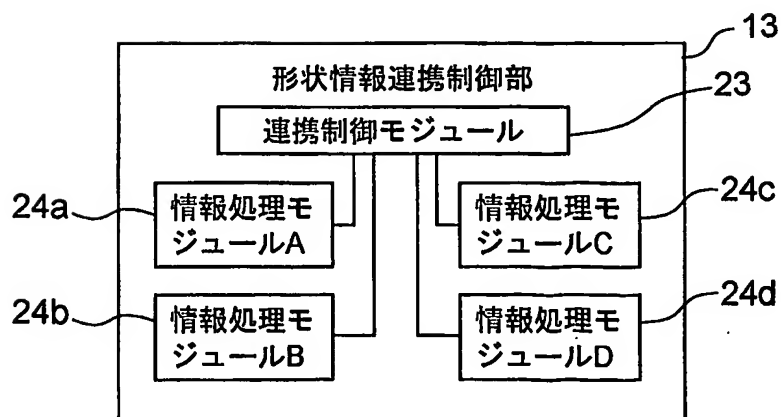 13
形状情報連携制御部
23
連携制御モジュール
24a
情報処理モ
ジュールA
24c
情報処理モ
ジュールC
24b
情報処理モ
ジュールB
24d
情報処理モ
ジュールD